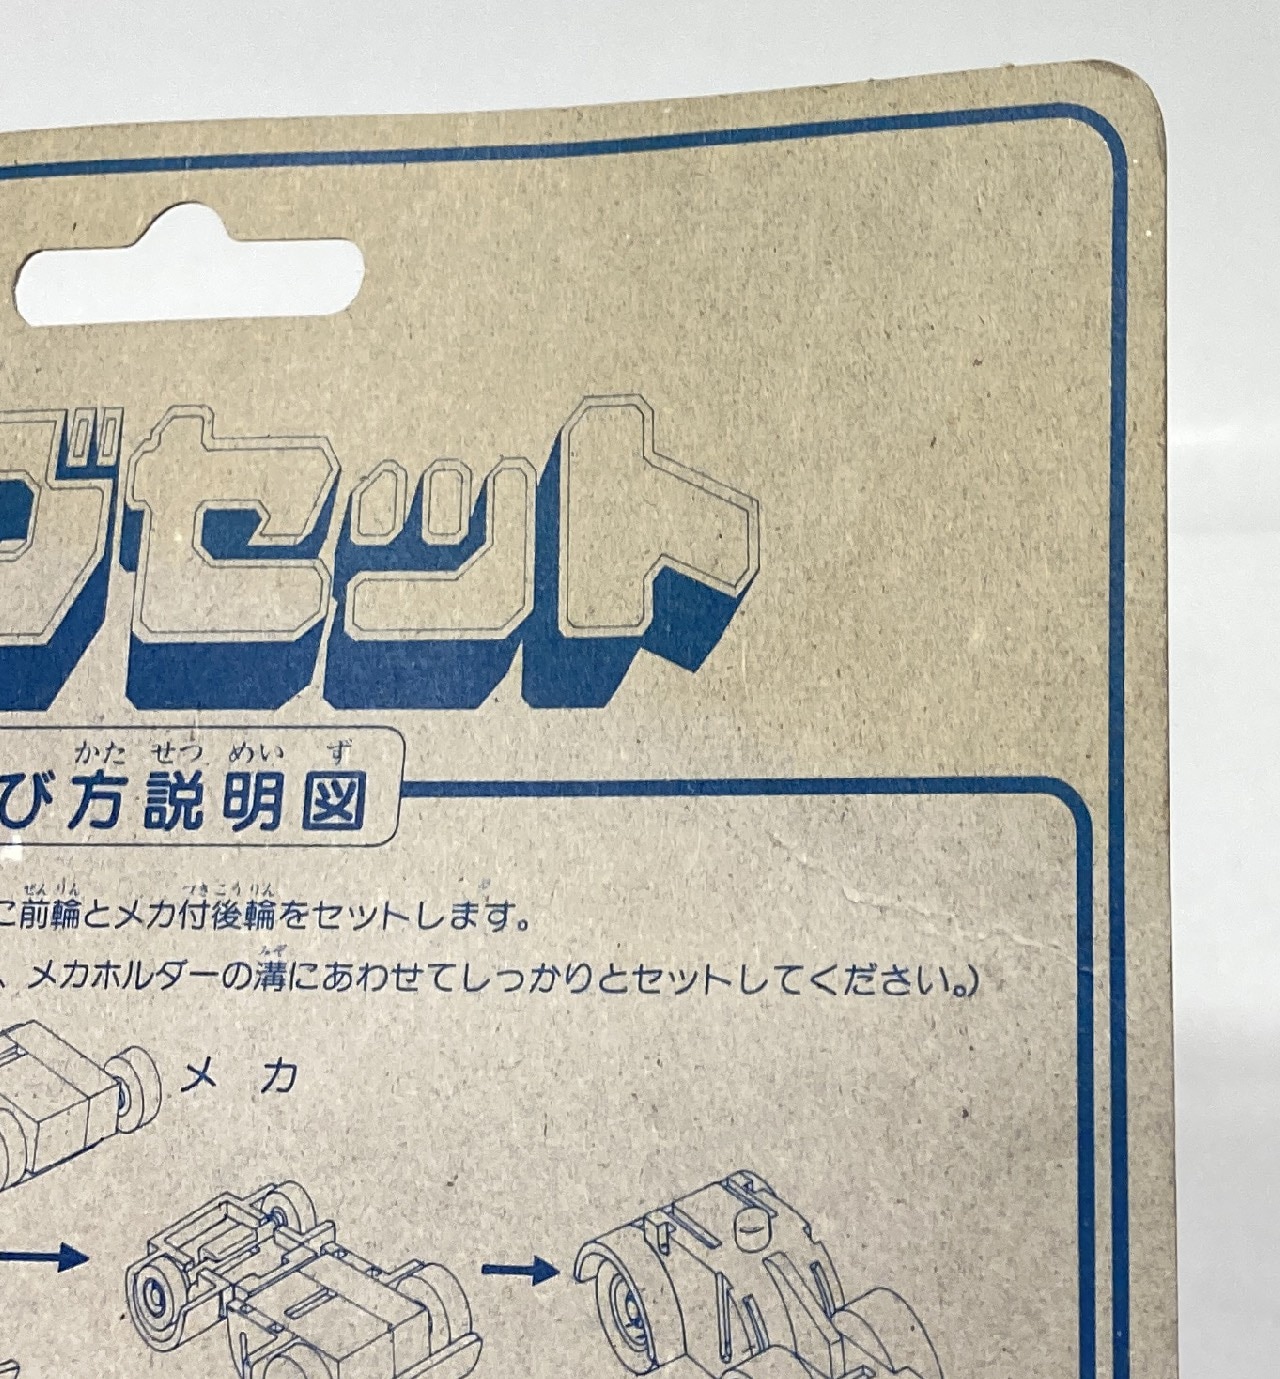 グセット
かた せつ めい ず
び方説明図
ぜんりん つきこうりん
に前輪とメカ付後輪をセットします。
みぞ
、メカホルダーの溝にあわせてしっかりとセットしてください。)
メカ